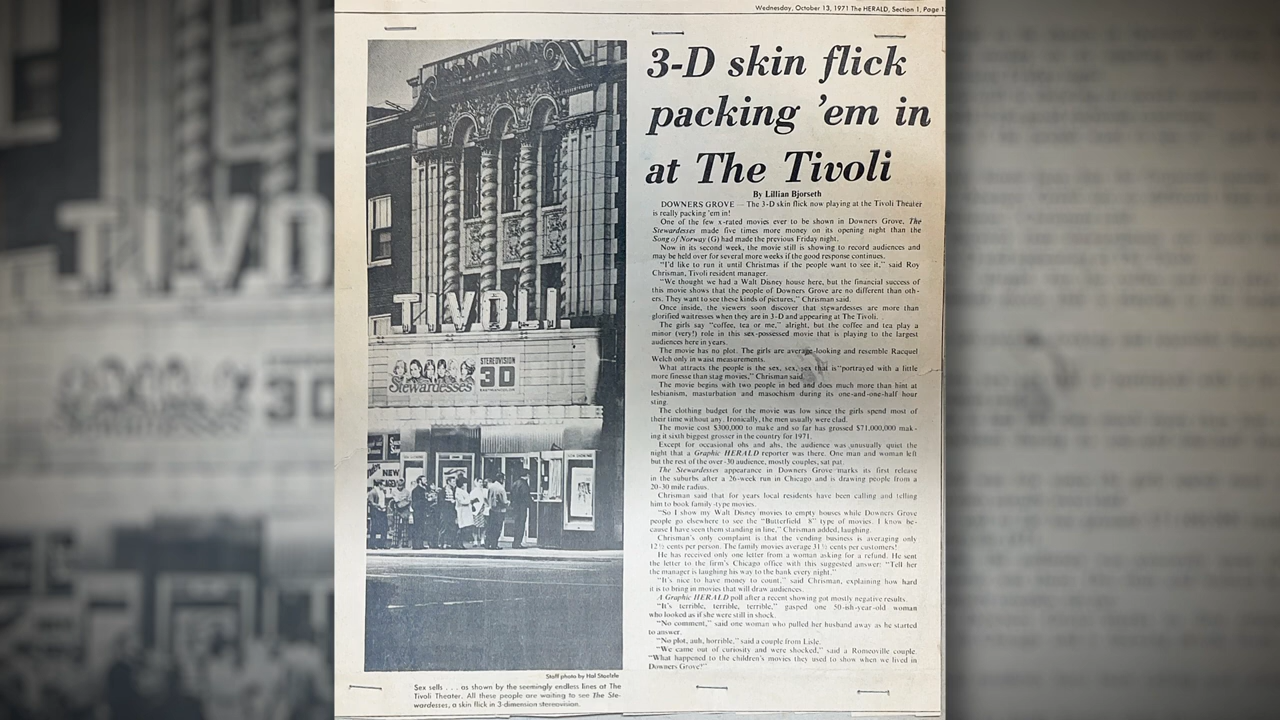 Wednesday, October 13, 1971 The HERALD, Section 1, Page
3-D skin flick
packing 'em in
at The Tivoli
By Lillian Bjorseth
DOWNERS GROVE — The 3-D skin flick now playing at the Tivoli Theater
is really packing 'em in!
One of the few x-rated movies ever to be shown in Downers Grove, The
Stewardesses made five times more money on its opening night than the
Song of Norway (G) had made the previous Friday night.
Now in its second week, the movie still is showing to record audiences and
may be held over for several more weeks if the good response continues.
"I'd like to run it until Christmas if the people want to see it," said Roy
Chrisman, Tivoli resident manager.
"We thought we had a Walt Disney house here, but the financial success of
this movie shows that the people of Downers Grove are no different than oth-
ers. They want to see these kinds of pictures," Chrisman said.
Once inside, the viewers soon discover that stewardesses are more than
glorified waitresses when they are in 3-D and appearing at The Tivoli.
The girls say "coffee, tea or me," alright, but the coffee and tea play a
minor (very!) role in this sex-possessed movie that is playing to the largest
audiences here in years.
The movie has no plot. The girls are average-looking and resemble Racquel
Welch only in waist measurements.
What attracts the people is the sex, sex, sex that is "portrayed with a little
more finesse than stag movies," Chrisman said.
The movie begins with two people in bed and does much more than hint at
lesbianism, masturbation and masochism during its one-and-one-half hour
sting.
The clothing budget for the movie was low since the girls spend most of
their time without any. Ironically, the men usually were clad.
The movie cost $300,000 to make and so far has grossed $71,000,000 mak-
ing it sixth biggest grosser in the country for 1971.
Except for occasional ohs and ahs, the audience was unusually quiet the
night that a Graphic HERALD reporter was there. One man and woman left
but the rest of the over-30 audience, mostly couples, sat pat.
The Stewardesses appearance in Downers Grove marks its first release
in the suburbs after a 26-week run in Chicago and is drawing people from a
20-30 mile radius.
Chrisman said that for years local residents have been calling and telling
him to book family-type movies.
"So I show my Walt Disney movies to empty houses while Downers Grove
people go elsewhere to see the "Butterfield 8" type of movies. I know be-
cause I have seen them standing in line," Chrisman added, laughing.
Chrisman's only complaint is that the vending business is averaging only
12½ cents per person. The family movies average 31½ cents per customers!
He has received only one letter from a woman asking for a refund. He sent
the letter to the firm's Chicago office with this suggested answer: "Tell her
the manager is laughing his way to the bank every night."
"It's nice to have money to count," said Chrisman, explaining how hard
it is to bring in movies that will draw audiences.
A Graphic HERALD poll after a recent showing got mostly negative results.
"It's terrible, terrible, terrible," gasped one 50-ish-year-old woman
who looked as if she were still in shock.
"No comment," said one woman who pulled her husband away as he started
to answer.
"No plot, auh, horrible," said a couple from Lisle.
"We came out of curiosity and were shocked," said a Romeoville couple.
"What happened to the children's movies they used to show when we lived in
Downers Grove?"
TIVOLI
Stewardesses
STEREOVISION
3D
NEW
Staff photo by Hal Stoelzle
Sex sells . . . as shown by the seemingly endless lines at The
Tivoli Theater. All these people are waiting to see The Ste-
wardesses, a skin flick in 3-dimension stereovision.